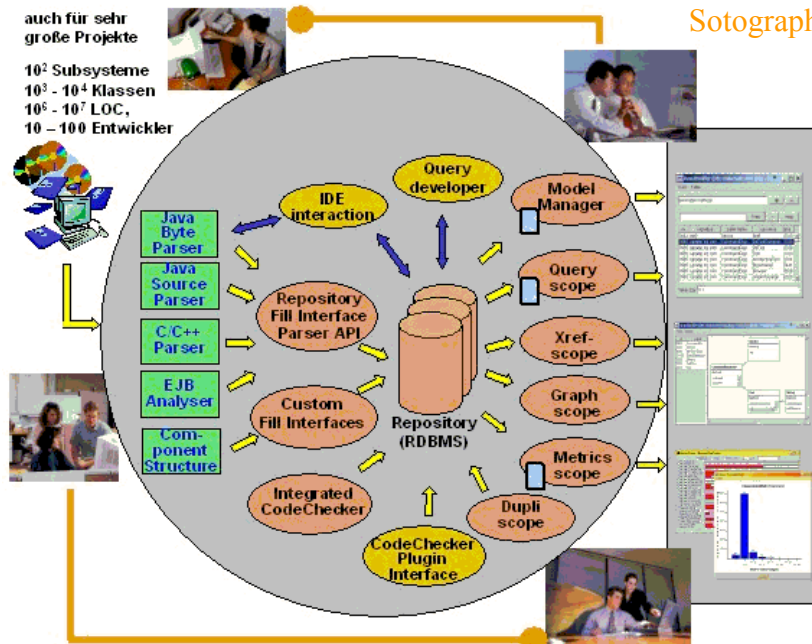 auch für sehr
große Projekte
10² Subsysteme
10³ - 10⁴ Klassen
10⁶ - 10⁷ LOC,
10 – 100 Entwickler
Sotograph
Java
Byte
Parser
Java
Source
Parser
C/C++
Parser
EJB
Analyser
Com-
ponent
Structure
IDE
interaction
Query
developer
Repository
Fill Interface
Parser API
Custom
Fill Interfaces
Integrated
CodeChecker
CodeChecker
Plugin
Interface
Repository
(RDBMS)
Model
Manager
Query
scope
Xref-
scope
Graph
scope
Metrics
scope
Dupli
scope